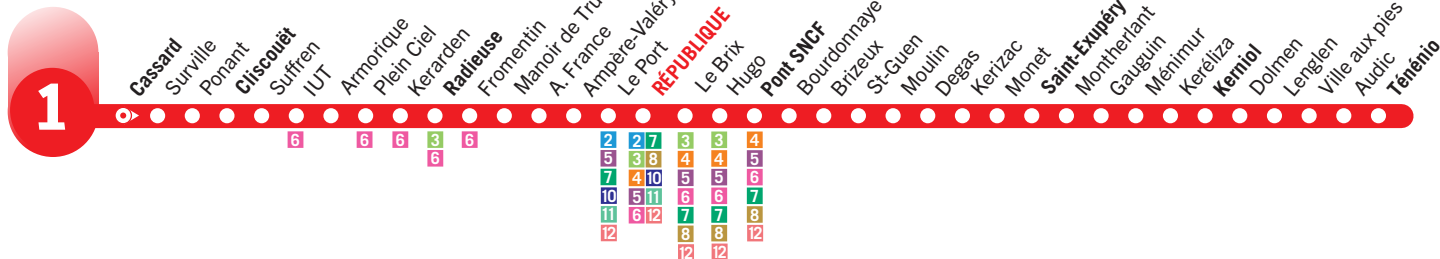 1
Cassard
Surville
Ponant
Cliscouët
Suffren
IUT
Armorique
Plein Ciel
Kerarden
Radieuse
Fromentin
Manoir de Tru
A. France
Ampère-Valéry
Le Port
RÉPUBLIQUE
Le Brix
Hugo
Pont SNCF
Bourdonnaye
Brizeux
St-Guen
Moulin
Degas
Kerizac
Monet
Saint-Exupéry
Montherlant
Gauguin
Ménimur
Keréliza
Kerniol
Dolmen
Lenglen
Ville aux pies
Audic
Ténénio
6 6 6 3 6 2 2 7 3 3 4
6 5 3 8 4 4 5
7 4 10 5 5 6
10 5 11 6 6 7
11 6 12 7 7 8
12 8 8 12
12 12